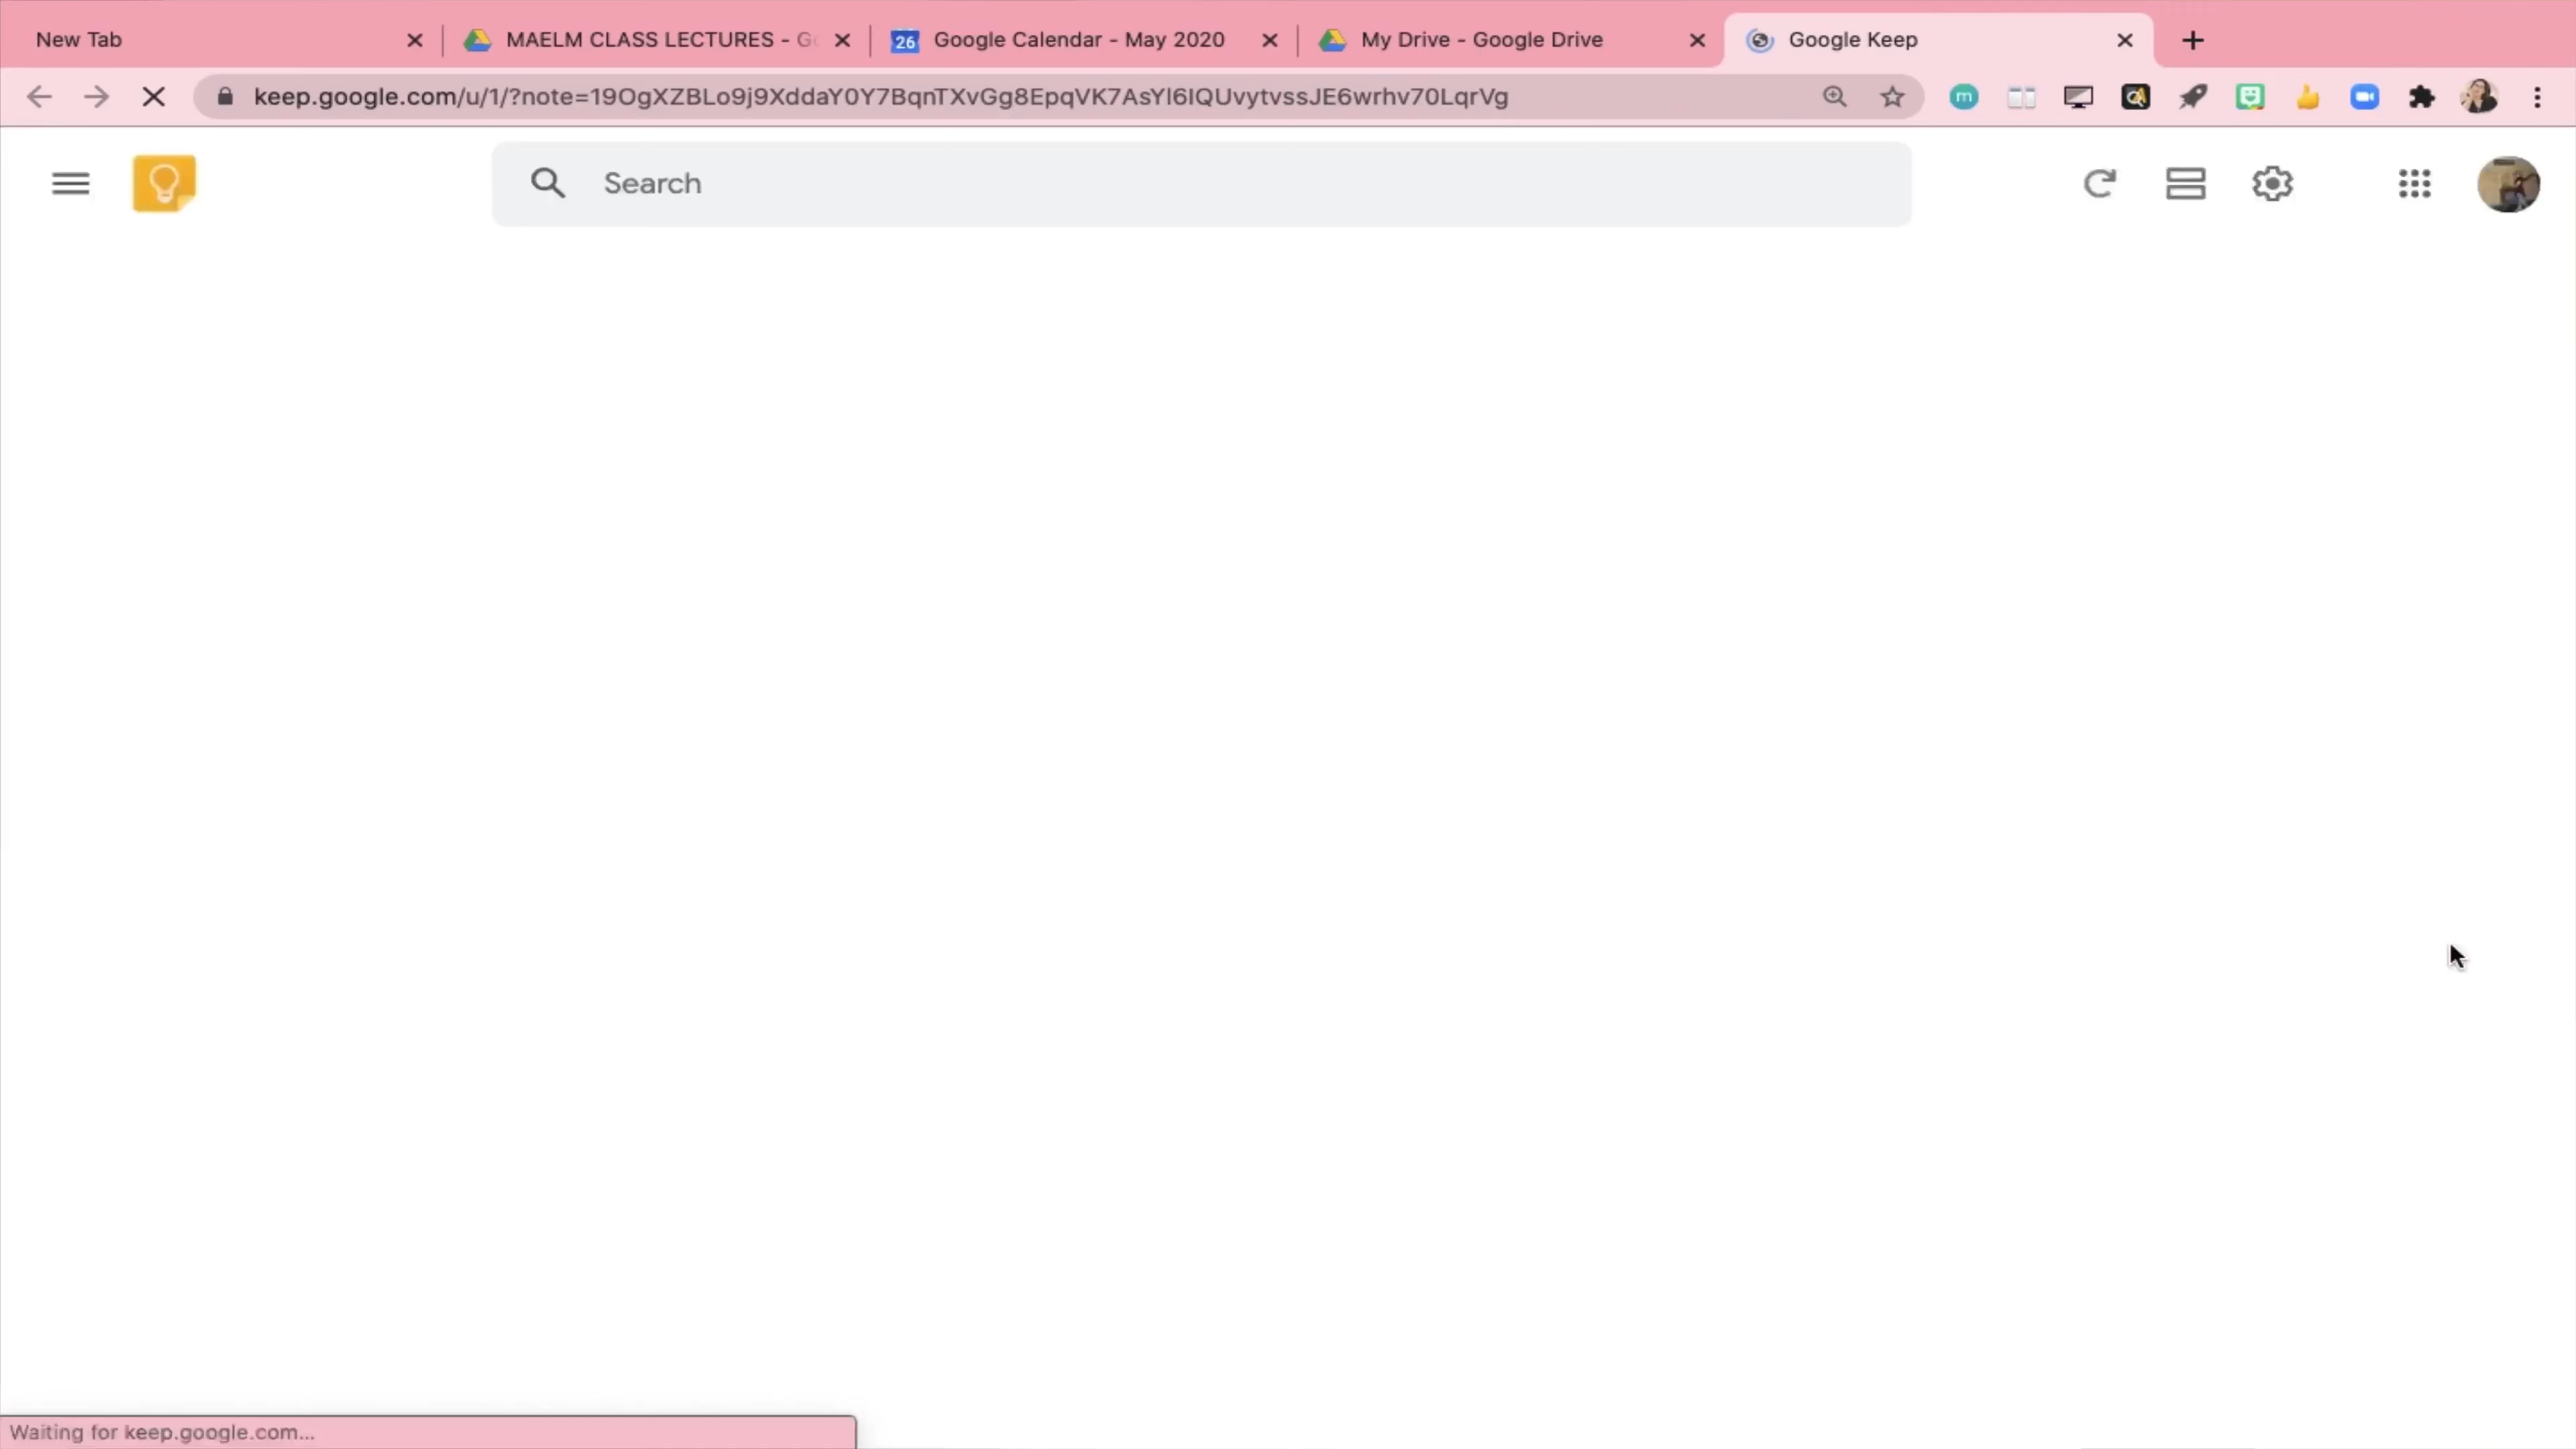 New Tab
MAELM CLASS LECTURES - Go
26
Google Calendar - May 2020
My Drive - Google Drive
Google Keep
keep.google.com/u/1/?note=19OgXZBLo9j9XddaY0Y7BqnTXvGg8EpqVK7AsYl6IQUvytvssJE6wrhv70LqrVg
m
Search
Waiting for keep.google.com...